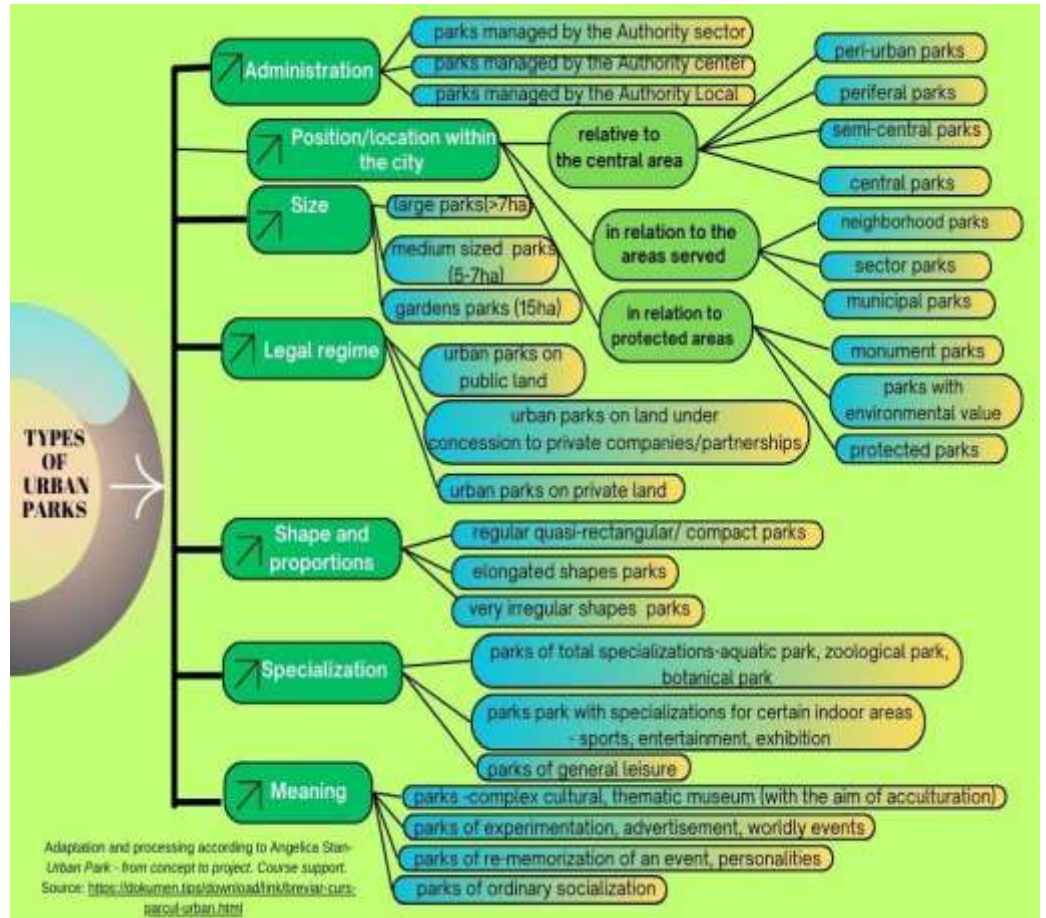 TYPES
OF
URBAN
PARKS
Administration
parks managed by the Authority sector
parks managed by the Authority center
parks managed by the Authority Local
Position/location within
the city
relative to
the central area
peri-urban parks
periferal parks
semi-central parks
central parks
in relation to the
areas served
neighborhood parks
sector parks
municipal parks
in relation to
protected areas
monument parks
parks with
environmental value
protected parks
Size
large parks(>7ha)
medium sized parks
(5-7ha)
gardens parks (15ha)
Legal regime
urban parks on
public land
urban parks on land under
concession to private companies/partnerships
urban parks on private land
Shape and
proportions
regular quasi-rectangular/ compact parks
elongated shapes parks
very irregular shapes parks
Specialization
parks of total specializations-aquatic park, zoological park,
botanical park
parks park with specializations for certain indoor areas
- sports, entertainment, exhibition
parks of general leisure
Meaning
parks -complex cultural, thematic museum (with the aim of acculturation)
parks of experimentation, advertisement, worldly events
parks of re-memorization of an event, personalities
parks of ordinary socialization
Adaptation and processing according to Angelica Stan-
Urban Park - from concept to project. Course support.
Source: https://dokumen.tips/download/link/breviar-curs-
parcul-urban.html